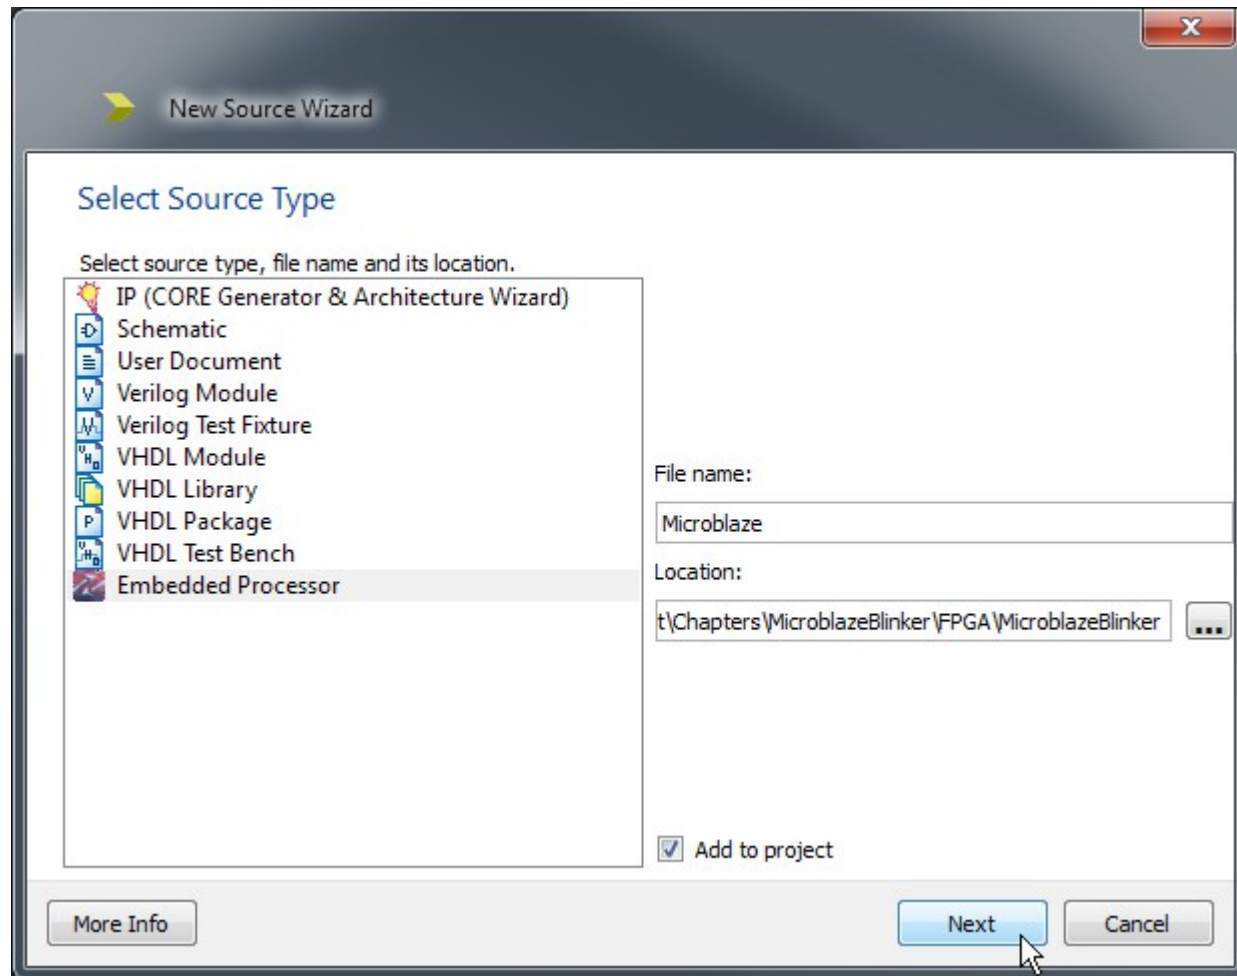 New Source Wizard
Select Source Type
Select source type, file name and its location.
IP (CORE Generator & Architecture Wizard)
Schematic
User Document
Verilog Module
Verilog Test Fixture
VHDL Module
VHDL Library
VHDL Package
VHDL Test Bench
Embedded Processor
File name:
Microblaze
Location:
t\Chapters\MicroblazeBlinker\FPGA\MicroblazeBlinker
...
Add to project
More Info
Next
Cancel